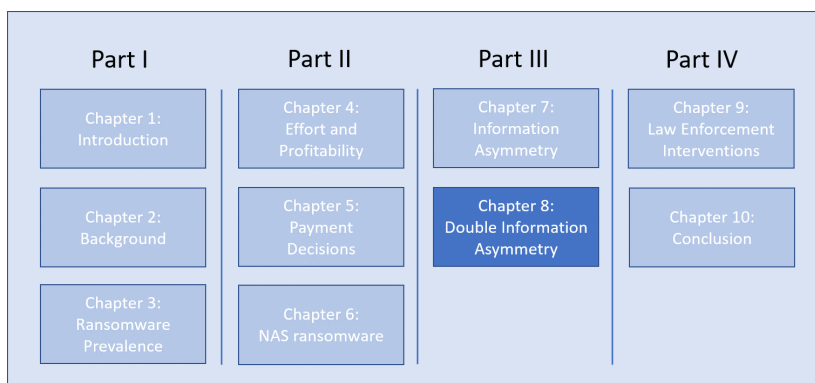 Part I
Chapter 1:
Introduction
Chapter 2:
Background
Chapter 3:
Ransomware
Prevalence
Part II
Chapter 4:
Effort and
Profitability
Chapter 5:
Payment
Decisions
Chapter 6:
NAS ransomware
Part III
Chapter 7:
Information
Asymmetry
Chapter 8:
Double Information
Asymmetry
Part IV
Chapter 9:
Law Enforcement
Interventions
Chapter 10:
Conclusion